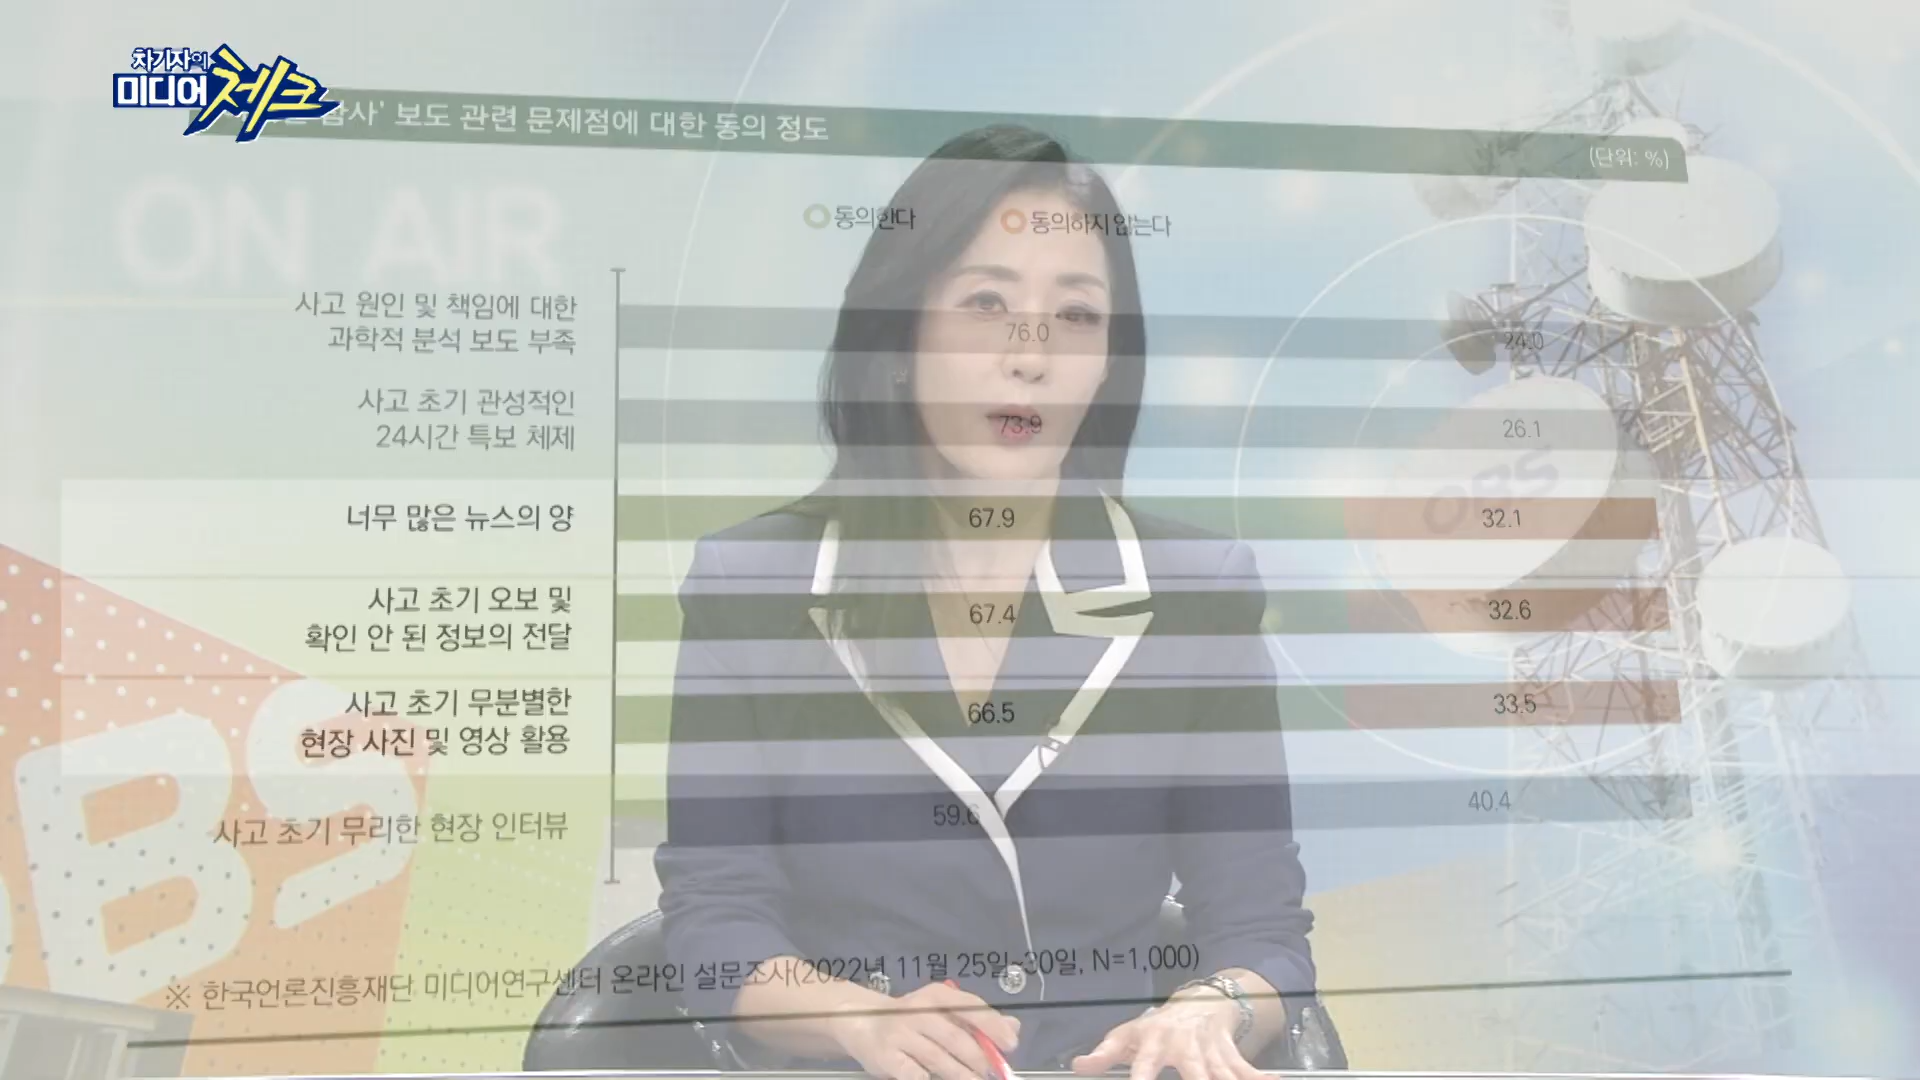 차기자의
미디어 체크
참사' 보도 관련 문제점에 대한 동의 정도
(단위: %)
ON AIR
동의한다 동의하지 않는다
사고 원인 및 책임에 대한
과학적 분석 보도 부족
76.0 24.0
사고 초기 관성적인
24시간 특보 체제
73.9 26.1
OBS
너무 많은 뉴스의 양 67.9 32.1
사고 초기 오보 및
확인 안 된 정보의 전달
67.4 32.6
사고 초기 무분별한
현장 사진 및 영상 활용
66.5 33.5
OBS
사고 초기 무리한 현장 인터뷰 59.6 40.4
※ 한국언론진흥재단 미디어연구센터 온라인 설문조사(2022년 11월 25일~30일, N=1,000)